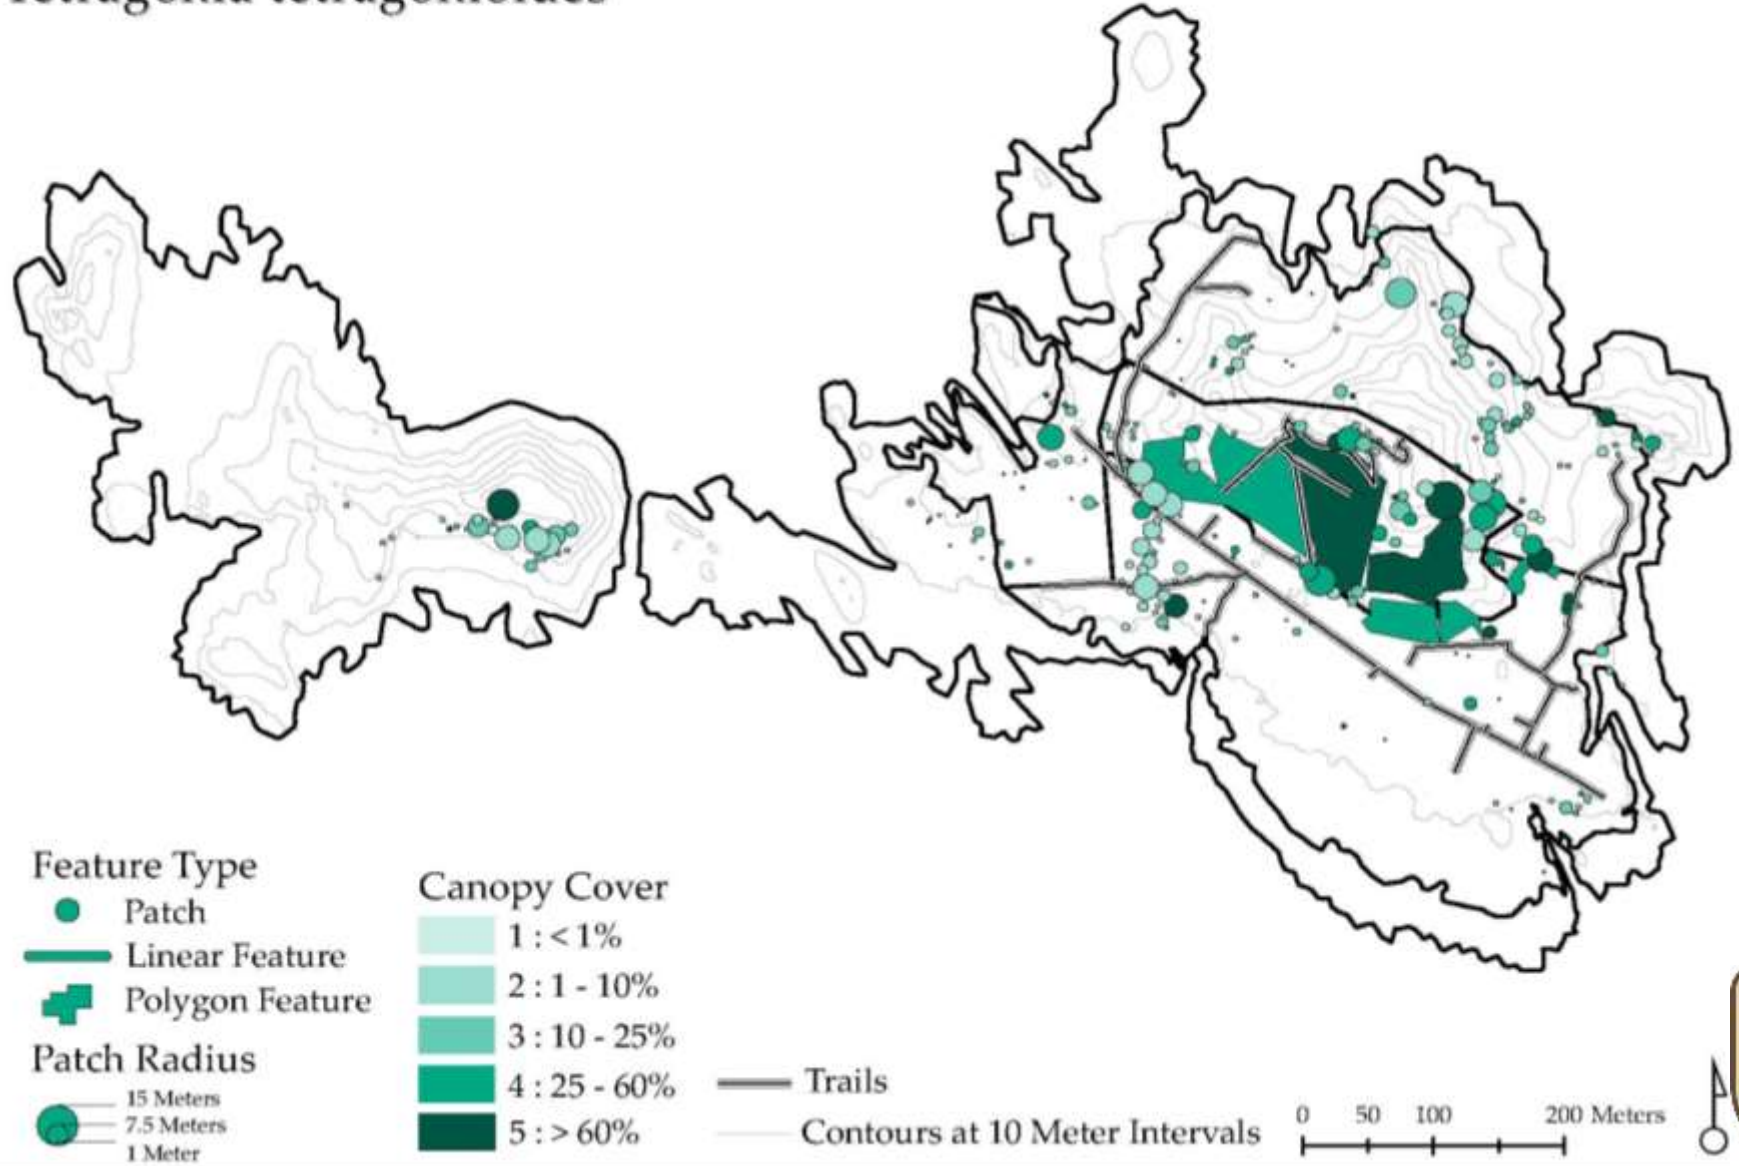 Tetragonia tetragonioides
Feature Type
Patch
Linear Feature
Polygon Feature
Patch Radius
15 Meters
7.5 Meters
1 Meter
Canopy Cover
1 : < 1%
2 : 1 - 10%
3 : 10 - 25%
4 : 25 - 60%
5 : > 60%
Trails
Contours at 10 Meter Intervals
0 50 100 200 Meters